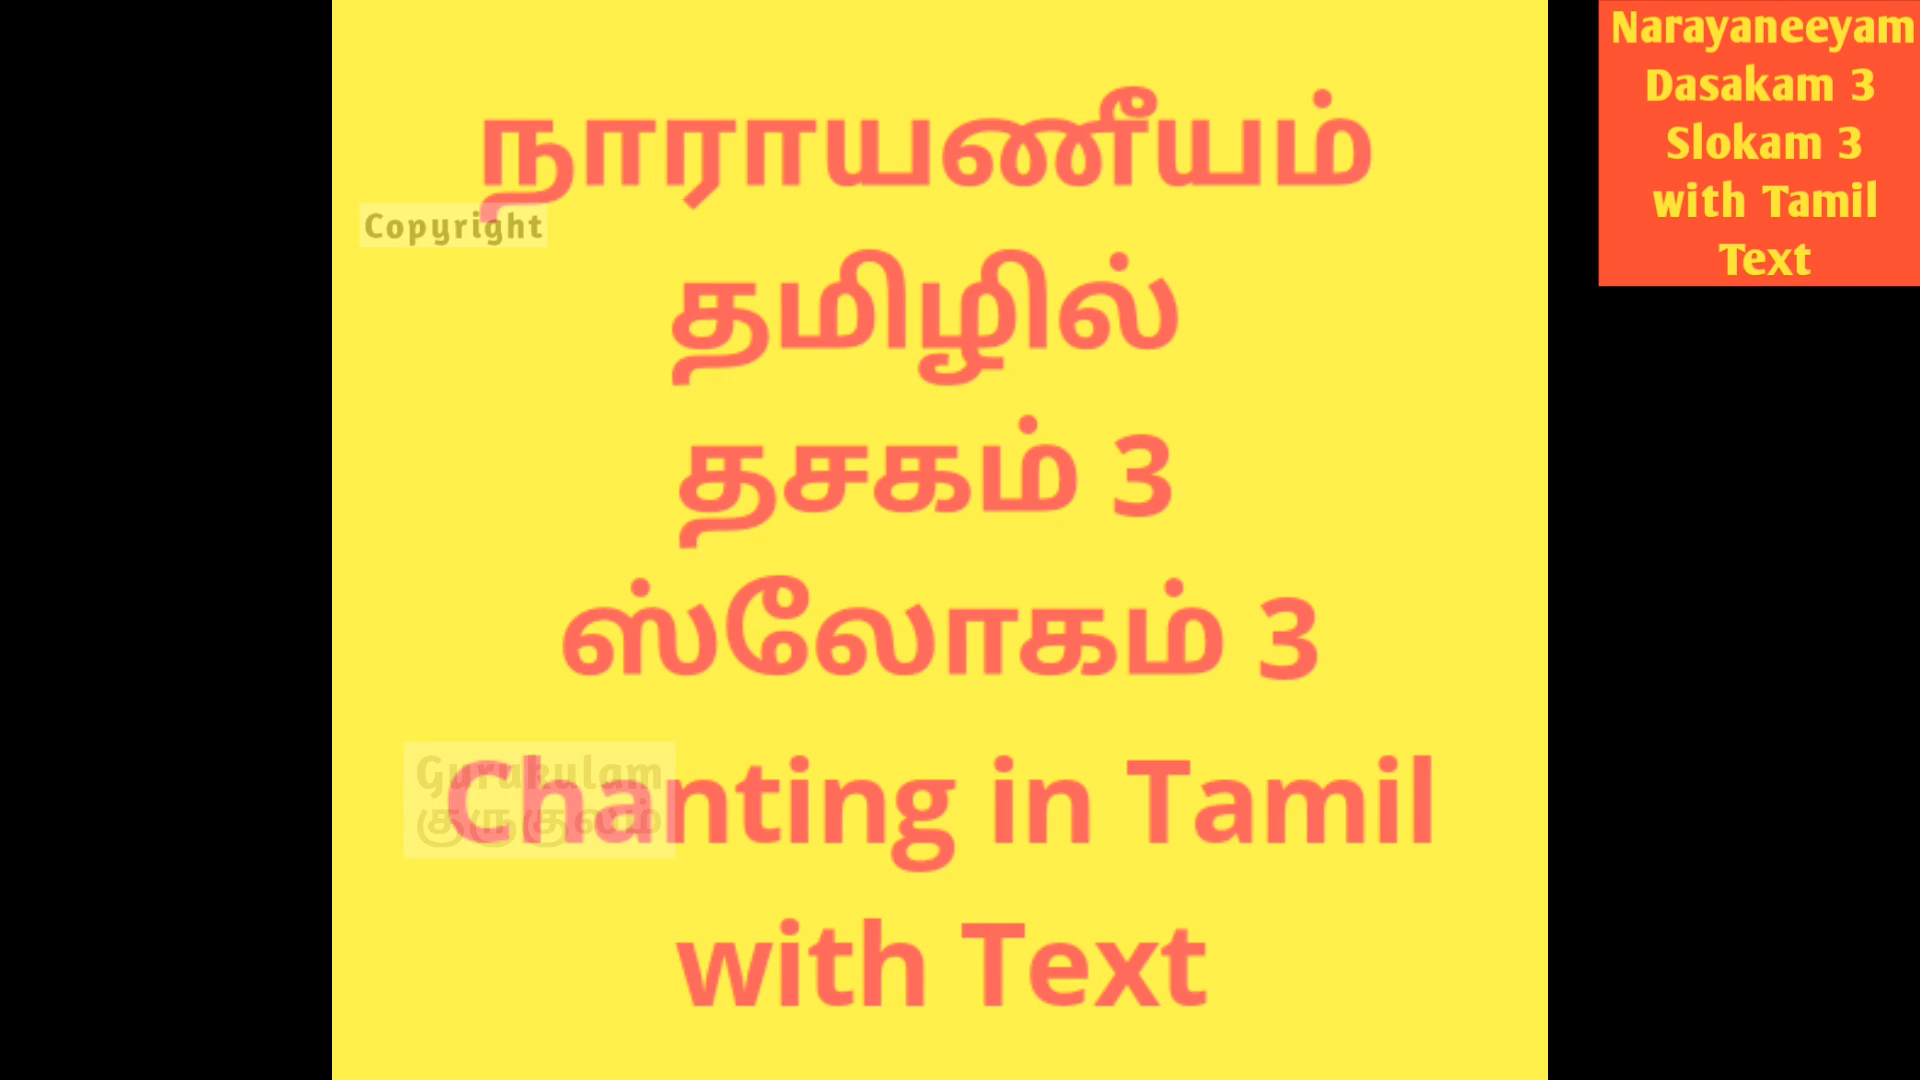 நாராயணீயம்
தமிழில்
தசகம் 3
ஸ்லோகம் 3
Chanting in Tamil
with Text
Copyright
Gurukulam
குருகுலம்
Narayaneeyam
Dasakam 3
Slokam 3
with Tamil
Text